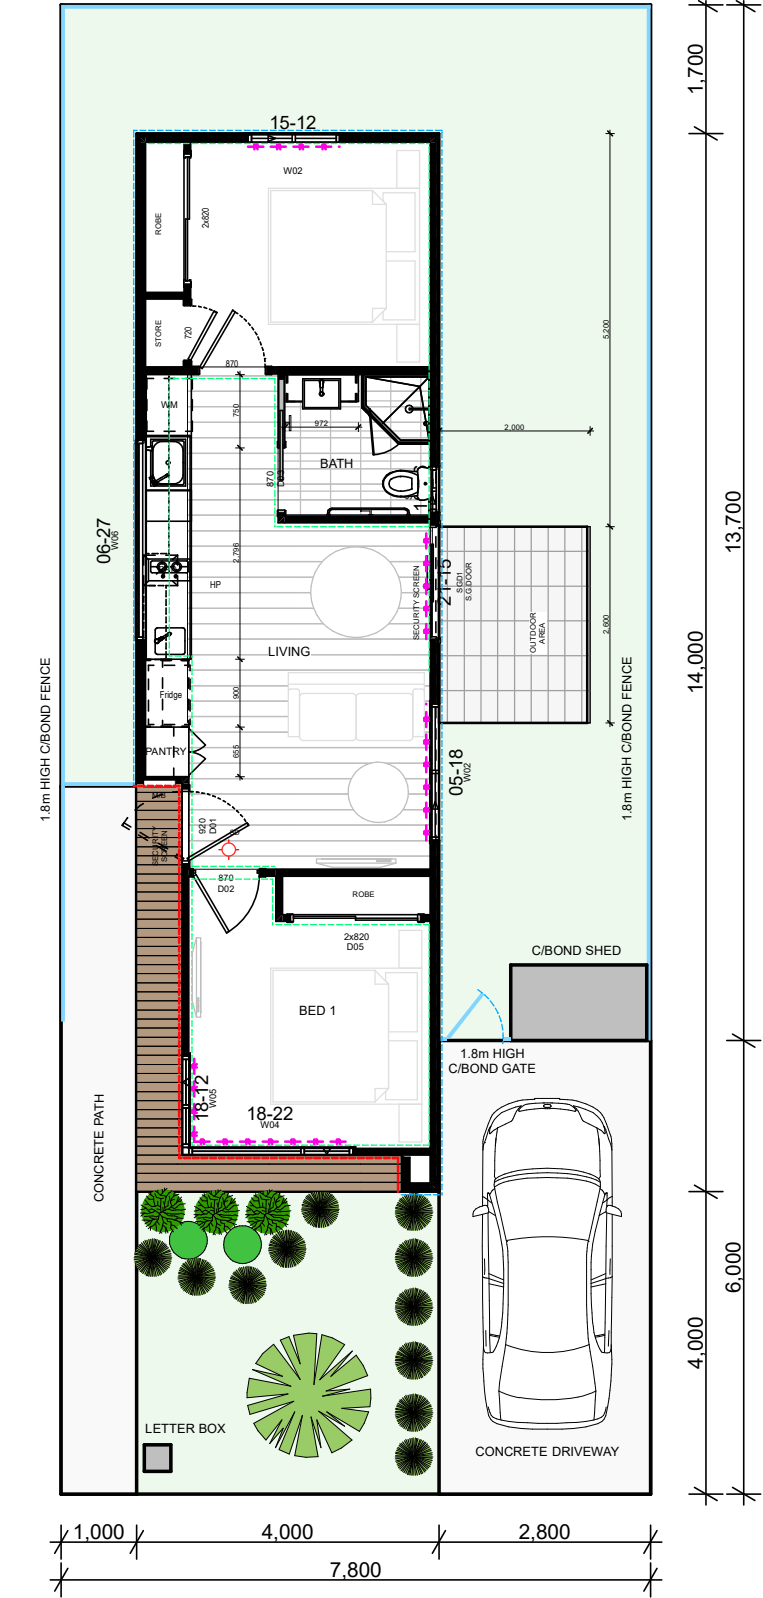 1,700
15-12
W02
ROBE
2x820
STORE
720
870
5,200
WM
750
972
2,000
BATH
870
06-27
W06
13,700
2,796
HP
SECURITY SCREEN
21-15
SGD1
S.G.DOOR
OUTDOOR
AREA
2,600
LIVING
14,000
1.8m HIGH C/BOND FENCE
1.8m HIGH C/BOND FENCE
Fridge
900
PANTRY
655
05-18
W02
SECURITY
SCREEN
920
D01
870
D02
ROBE
2x820
D05
C/BOND SHED
BED 1
1.8m HIGH
C/BOND GATE
18-12
W05
18-22
W04
CONCRETE PATH
6,000
4,000
LETTER BOX
CONCRETE DRIVEWAY
1,000
4,000
2,800
7,800